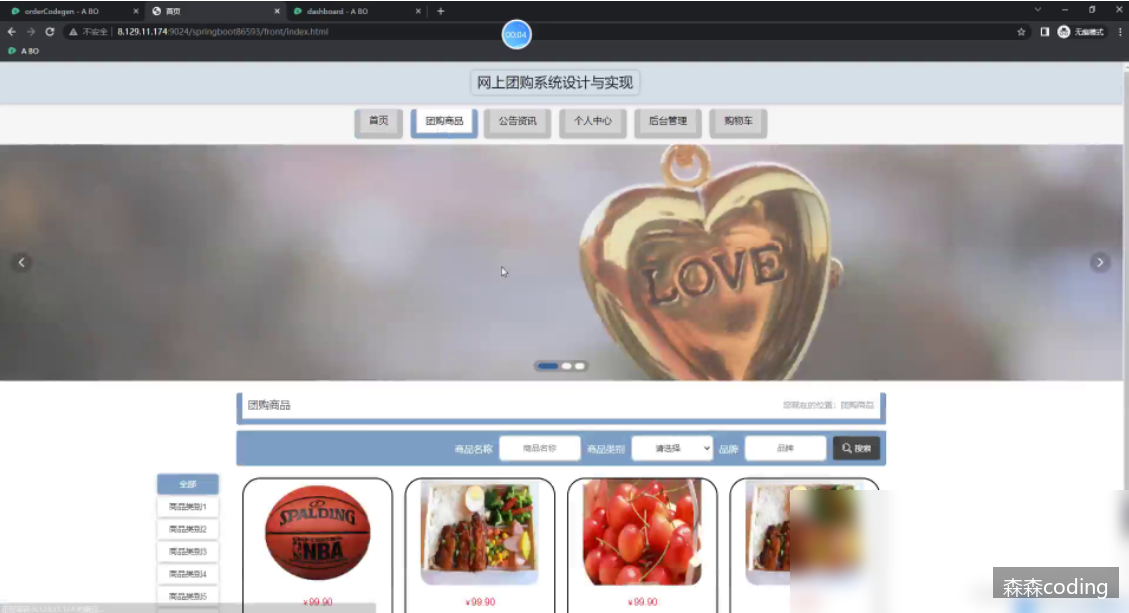 orderCodegen - A BO
首页
dashboard - A BO
不安全 8.129.11.174:9024/springboot86593/front/index.html
无痕模式
A BO
00:04
网上团购系统设计与实现
首页 团购商品 公告资讯 个人中心 后台管理 购物车
LOVE
团购商品
您现在的位置：团购商品
商品名称 商品名称 商品类别 请选择 品牌 品牌 搜索
全部
商品类别1
商品类别2
商品类别3
商品类别4
商品类别5
SPALDING
NBA
¥99.90 ¥99.90 ¥99.90
森森coding